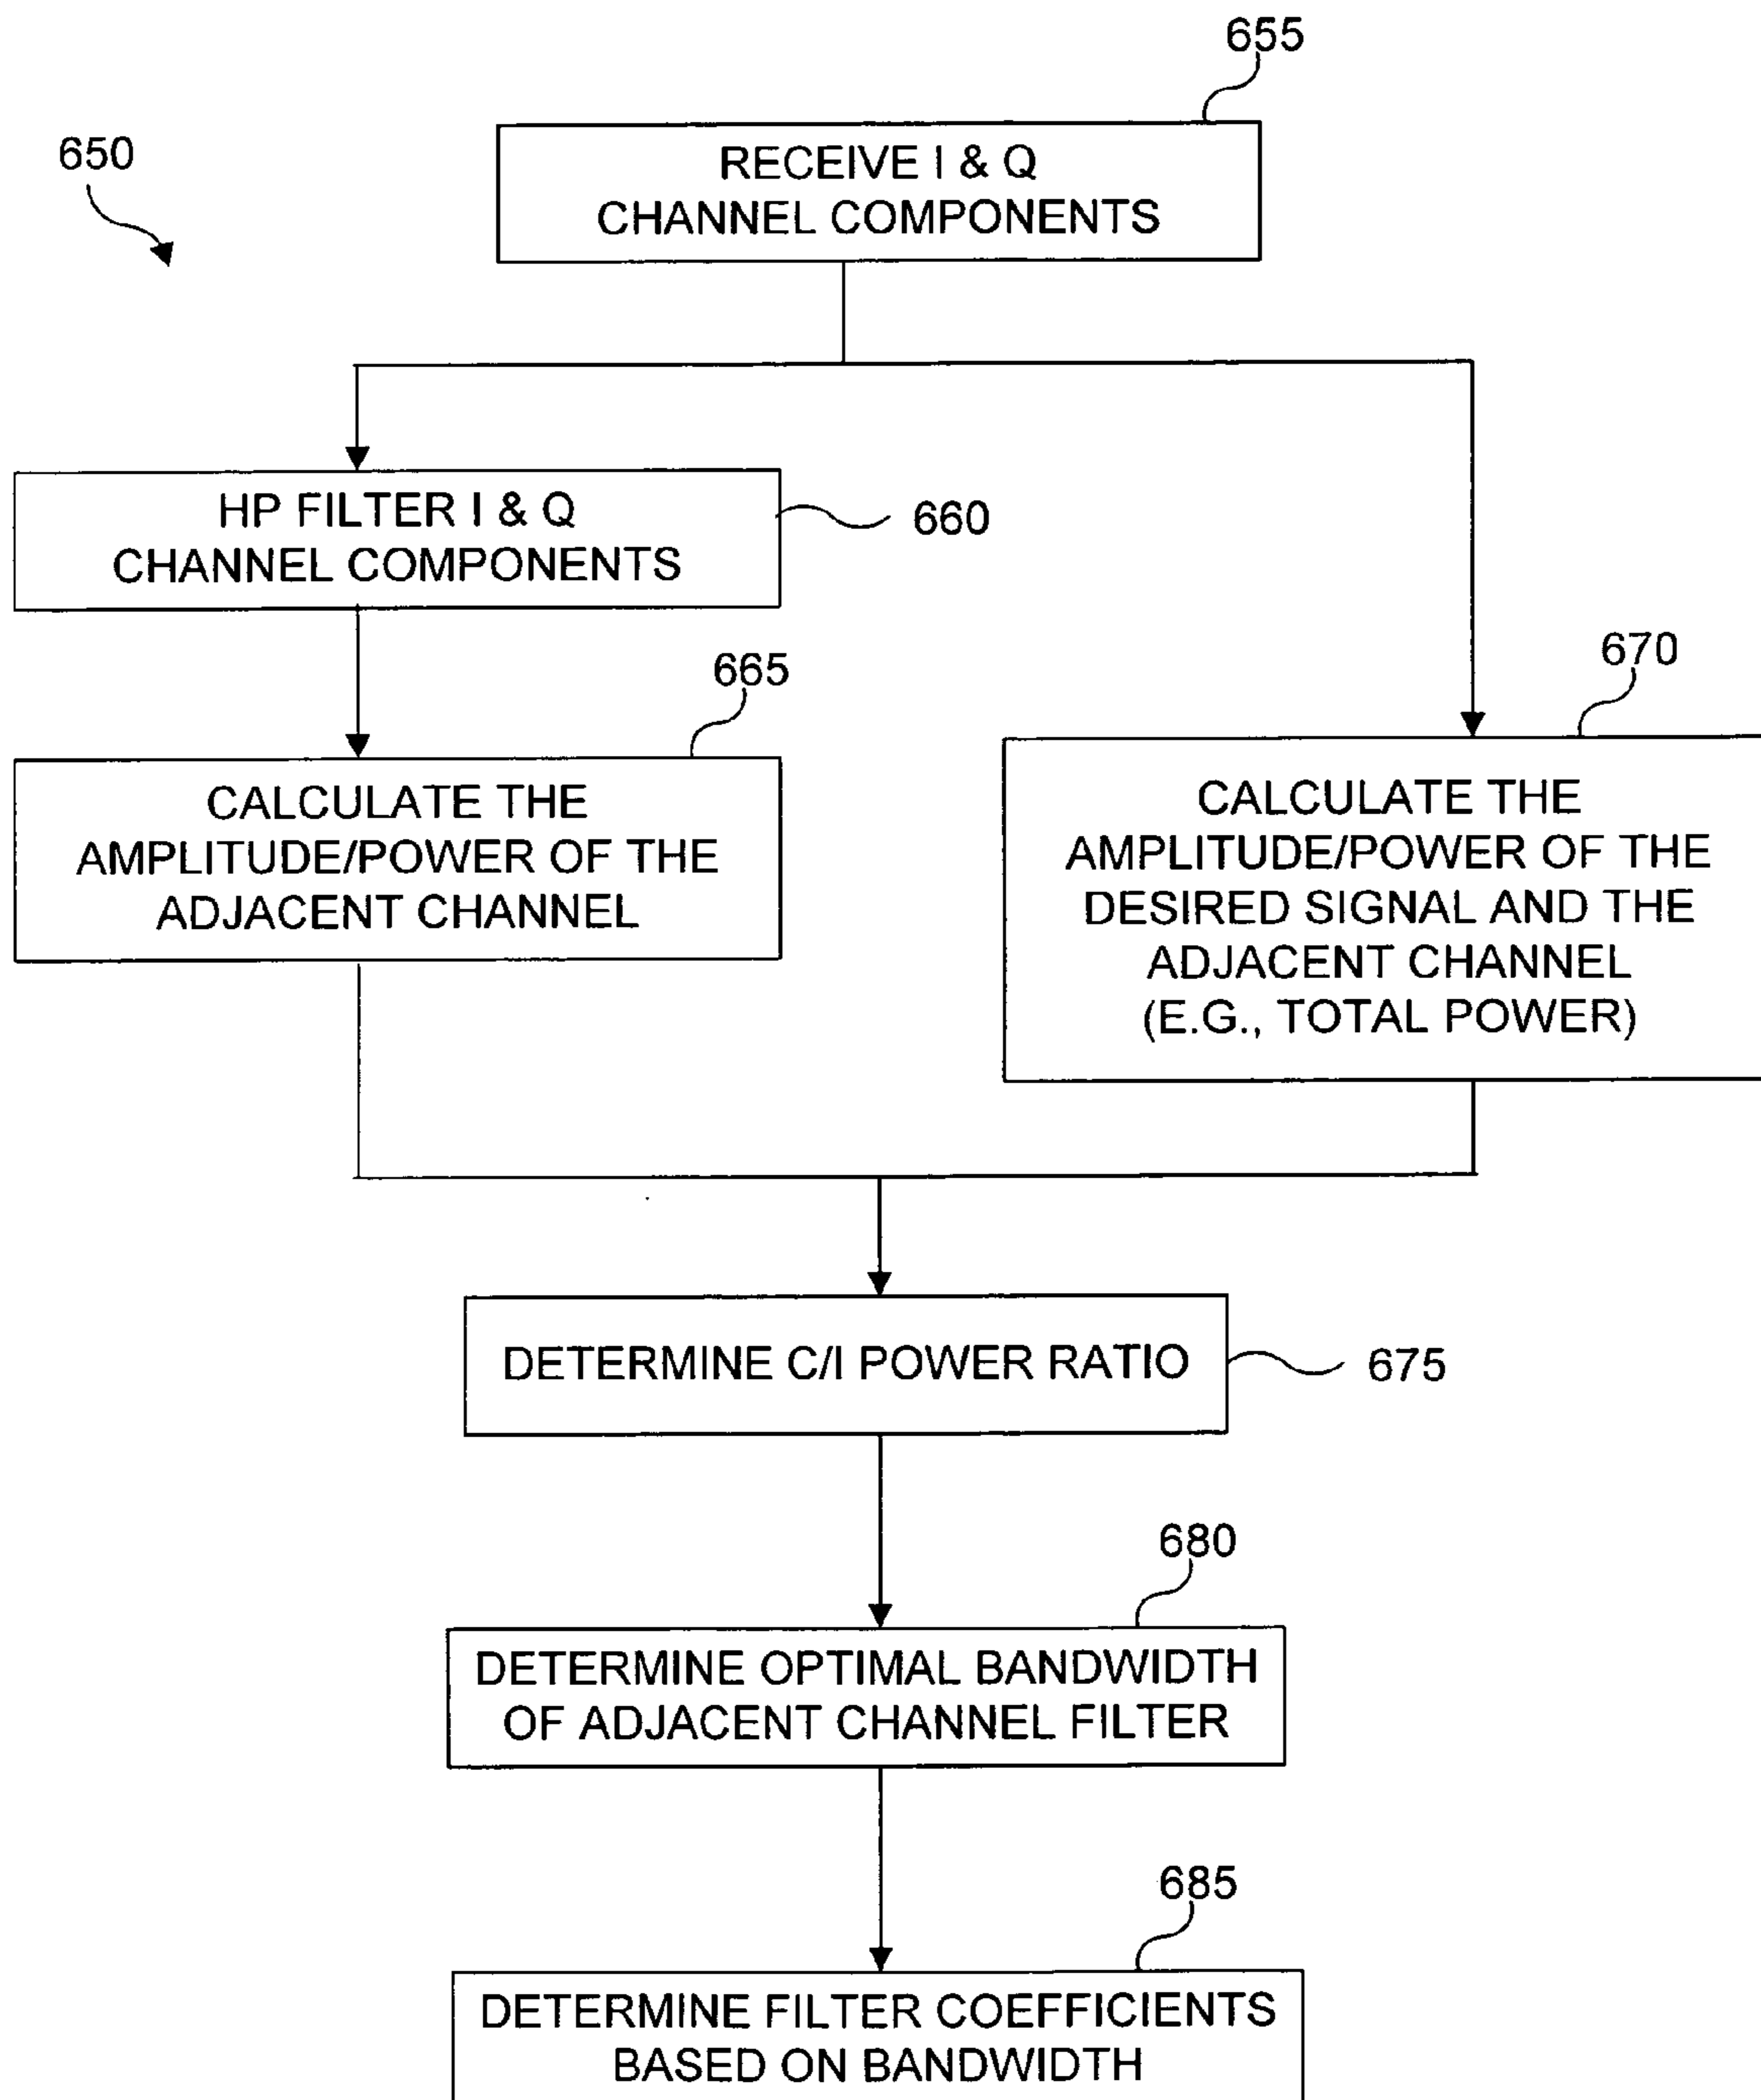 655
650
RECEIVE I & Q
CHANNEL COMPONENTS
HP FILTER I & Q
CHANNEL COMPONENTS
660
665
CALCULATE THE
AMPLITUDE/POWER OF THE
ADJACENT CHANNEL
670
CALCULATE THE
AMPLITUDE/POWER OF THE
DESIRED SIGNAL AND THE
ADJACENT CHANNEL
(E.G., TOTAL POWER)
DETERMINE C/I POWER RATIO
675
680
DETERMINE OPTIMAL BANDWIDTH
OF ADJACENT CHANNEL FILTER
685
DETERMINE FILTER COEFFICIENTS
BASED ON BANDWIDTH